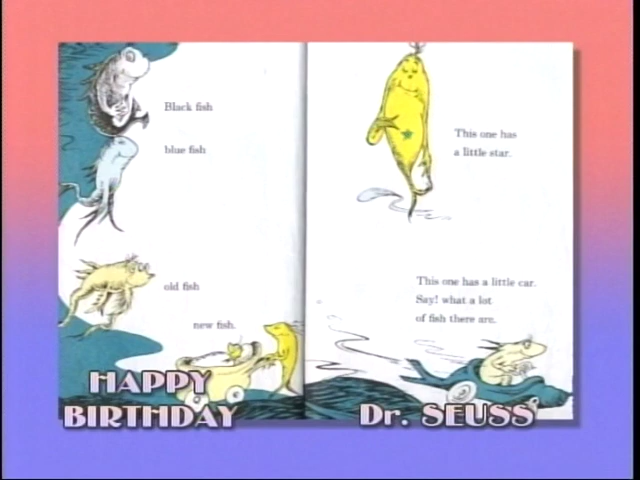 Black fish
blue fish
old fish
new fish.
This one has
a little star.
This one has a little car.
Say! what a lot
of fish there are.
HAPPY
BIRTHDAY
Dr. SEUSS